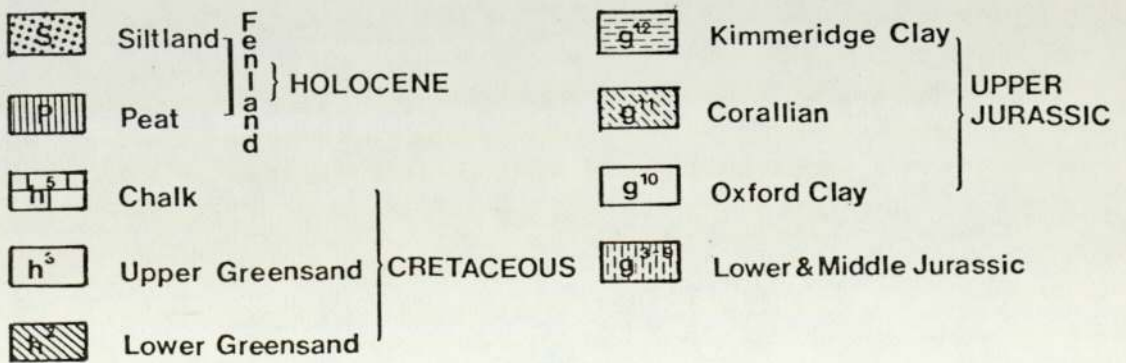 S Siltland
Fenland
HOLOCENE
P Peat
h⁵ Chalk
h³ Upper Greensand
CRETACEOUS
h² Lower Greensand
g¹² Kimmeridge Clay
g¹¹ Corallian
UPPER
JURASSIC
g¹⁰ Oxford Clay
g³⁻⁹ Lower & Middle Jurassic